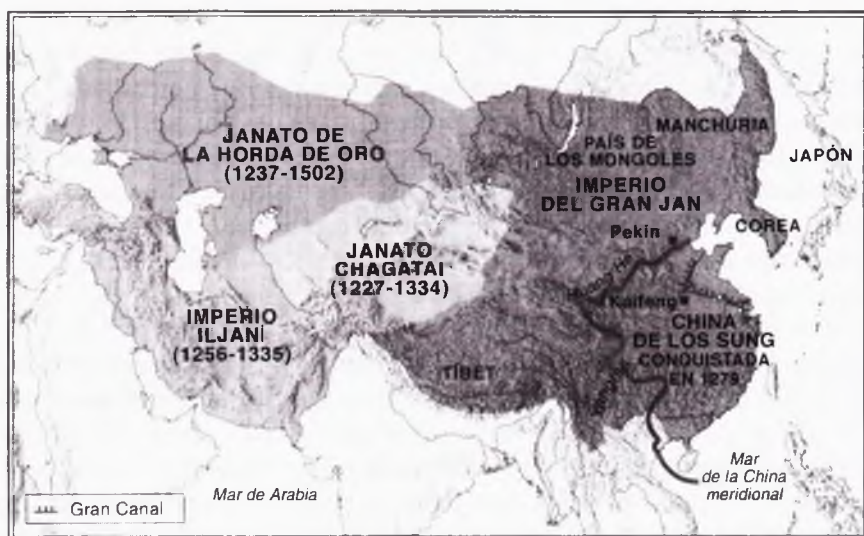 JANATO DE
LA HORDA DE ORO
(1237-1502)
MANCHURIA
PAÍS DE
LOS MONGOLES
JAPÓN
IMPERIO
DEL GRAN JAN
COREA
Pekín
JANATO
CHAGATAI
(1227-1334)
Huang He
Kaifeng
IMPERIO
ILJANÍ
(1256-1335)
CHINA
DE LOS SUNG
CONQUISTADA
EN 1279
TÍBET
Mar
de la China
meridional
Mar de Arabia
Gran Canal